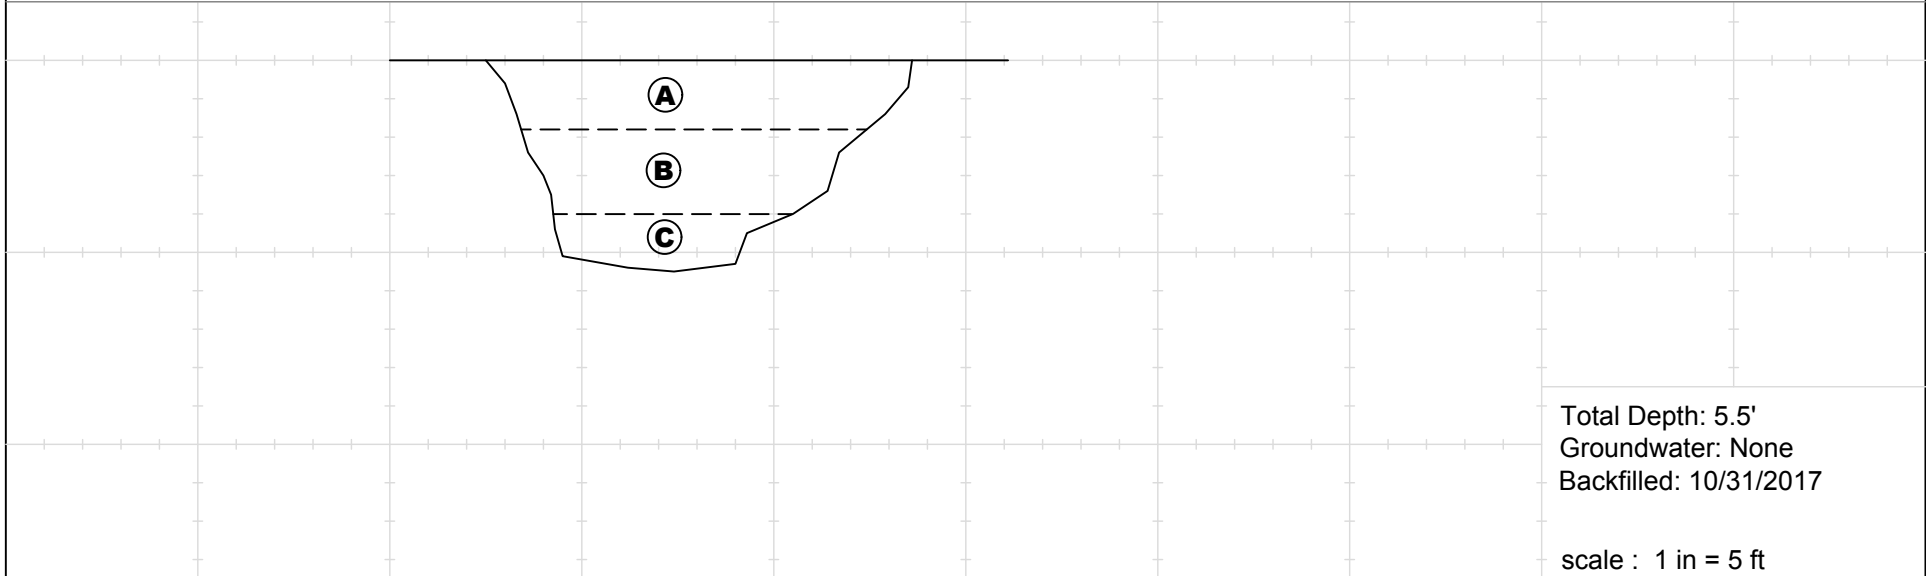 A
B
C
Total Depth: 5.5'
Groundwater: None
Backfilled: 10/31/2017
scale : 1 in = 5 ft